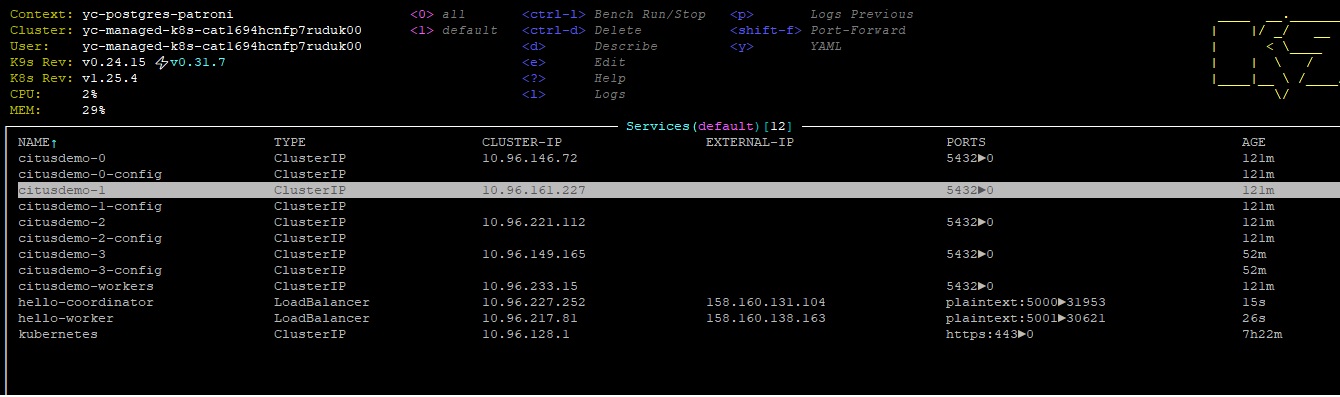 Context: yc-postgres-patroni <0> all <ctrl-l> Bench Run/Stop <p> Logs Previous
Cluster: yc-managed-k8s-cat1694hcnfp7ruduk00 <1> default <ctrl-d> Delete <shift-f> Port-Forward
User: yc-managed-k8s-cat1694hcnfp7ruduk00 <d> Describe <y> YAML
K9s Rev: v0.24.15 ⚡v0.31.7 <e> Edit
K8s Rev: v1.25.4 <?> Help
CPU: 2% <l> Logs
MEM: 29%
Services(default)[12]
NAME↑ TYPE CLUSTER-IP EXTERNAL-IP PORTS AGE
citusdemo-0 ClusterIP 10.96.146.72 5432►0 121m
citusdemo-0-config ClusterIP 121m
citusdemo-1 ClusterIP 10.96.161.227 5432►0 121m
citusdemo-1-config ClusterIP 121m
citusdemo-2 ClusterIP 10.96.221.112 5432►0 121m
citusdemo-2-config ClusterIP 121m
citusdemo-3 ClusterIP 10.96.149.165 5432►0 52m
citusdemo-3-config ClusterIP 52m
citusdemo-workers ClusterIP 10.96.233.15 5432►0 121m
hello-coordinator LoadBalancer 10.96.227.252 158.160.131.104 plaintext:5000►31953 15s
hello-worker LoadBalancer 10.96.217.81 158.160.138.163 plaintext:5001►30621 26s
kubernetes ClusterIP 10.96.128.1 https:443►0 7h22m